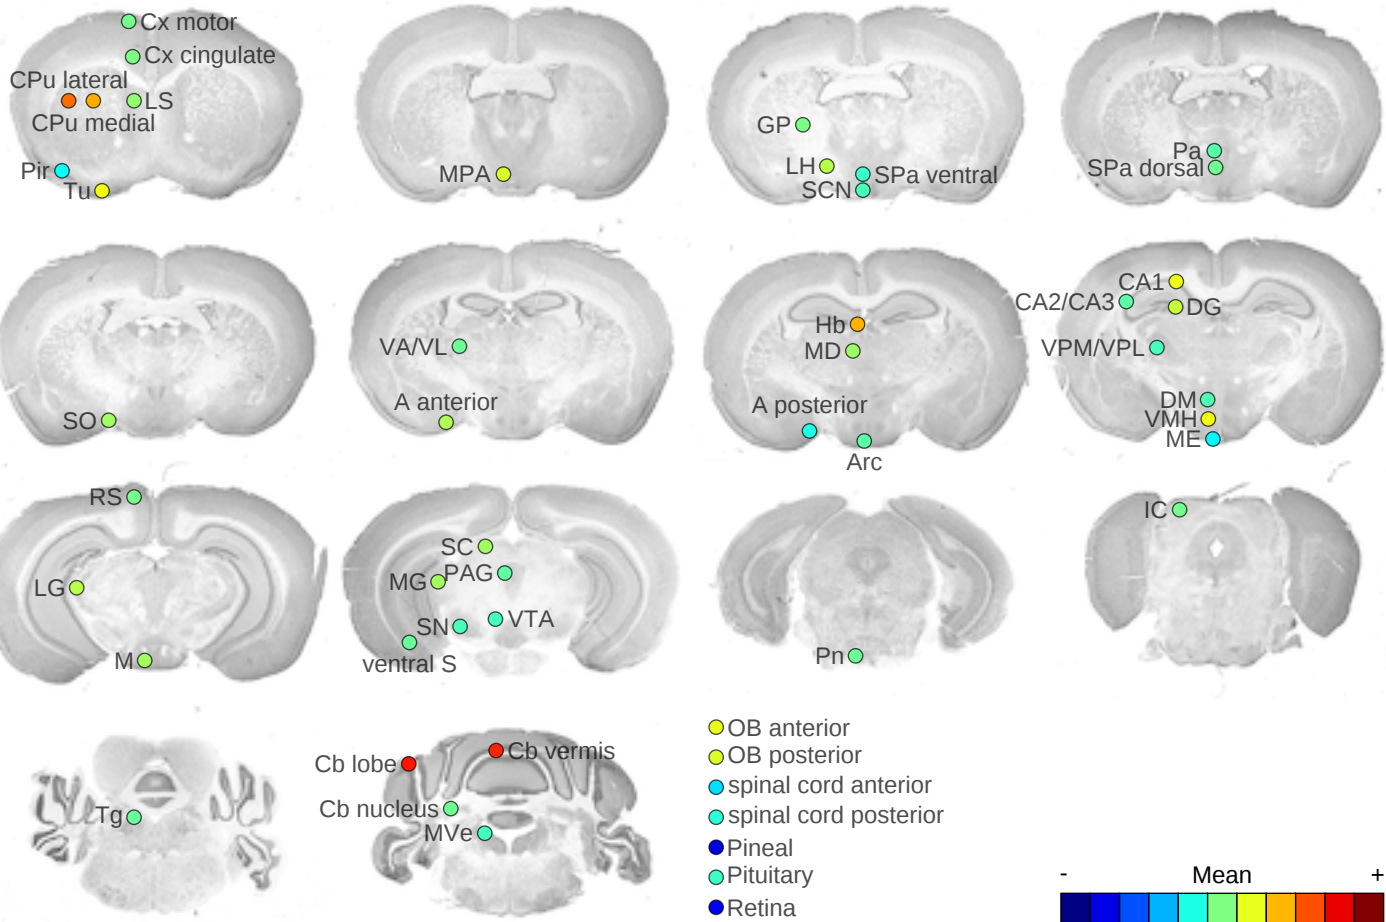 Cx motor
Cx cingulate
CPu lateral
LS
CPu medial
Pir
Tu
MPA
GP
LH
SPa ventral
SCN
Pa
SPa dorsal
SO
VA/VL
A anterior
Hb
MD
A posterior
Arc
CA1
CA2/CA3
DG
VPM/VPL
DM
VMH
ME
RS
LG
M
SC
MG
PAG
SN
VTA
ventral S
Pn
IC
Tg
Cb lobe
Cb vermis
Cb nucleus
MVe
OB anterior
OB posterior
spinal cord anterior
spinal cord posterior
Pineal
Pituitary
Retina
- Mean +